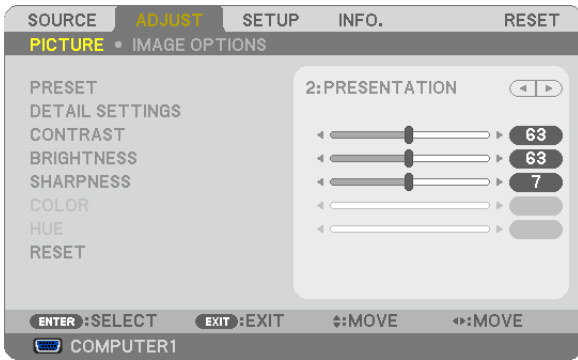 SOURCE ADJUST SETUP INFO. RESET
PICTURE • IMAGE OPTIONS
PRESET 2:PRESENTATION
DETAIL SETTINGS
CONTRAST 63
BRIGHTNESS 63
SHARPNESS 7
COLOR
HUE
RESET
ENTER :SELECT EXIT :EXIT :MOVE :MOVE
COMPUTER1